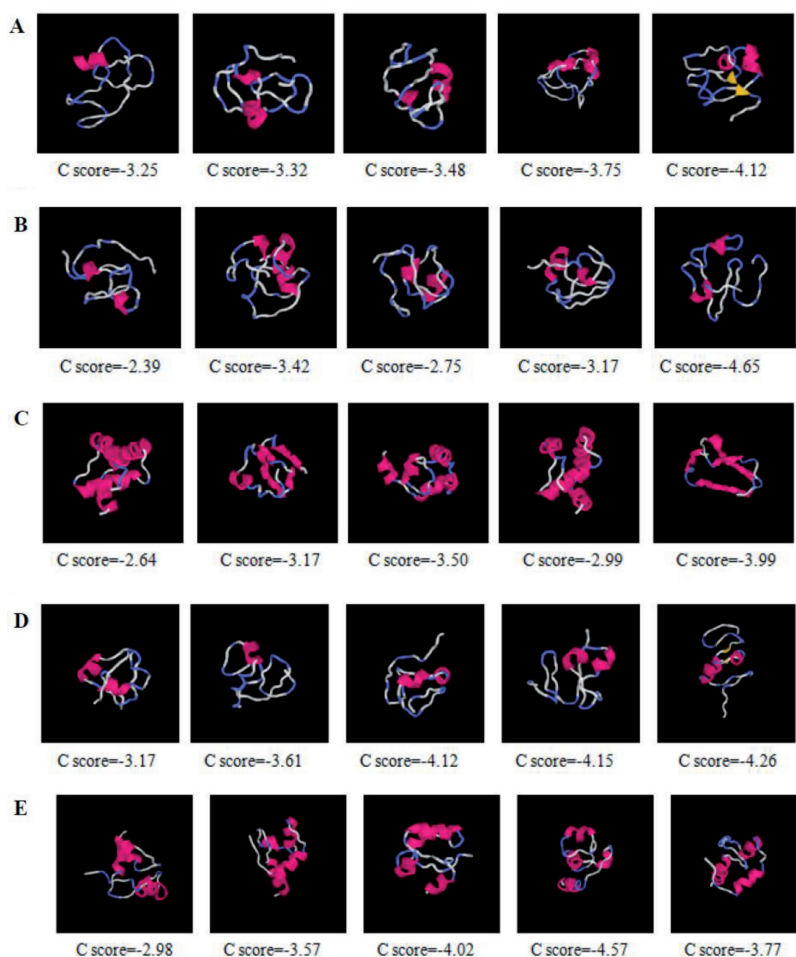 A
C score=-3.25 C score=-3.32 C score=-3.48 C score=-3.75 C score=-4.12
B
C score=-2.39 C score=-3.42 C score=-2.75 C score=-3.17 C score=-4.65
C
C score=-2.64 C score=-3.17 C score=-3.50 C score=-2.99 C score=-3.99
D
C score=-3.17 C score=-3.61 C score=-4.12 C score=-4.15 C score=-4.26
E
C score=-2.98 C score=-3.57 C score=-4.02 C score=-4.57 C score=-3.77